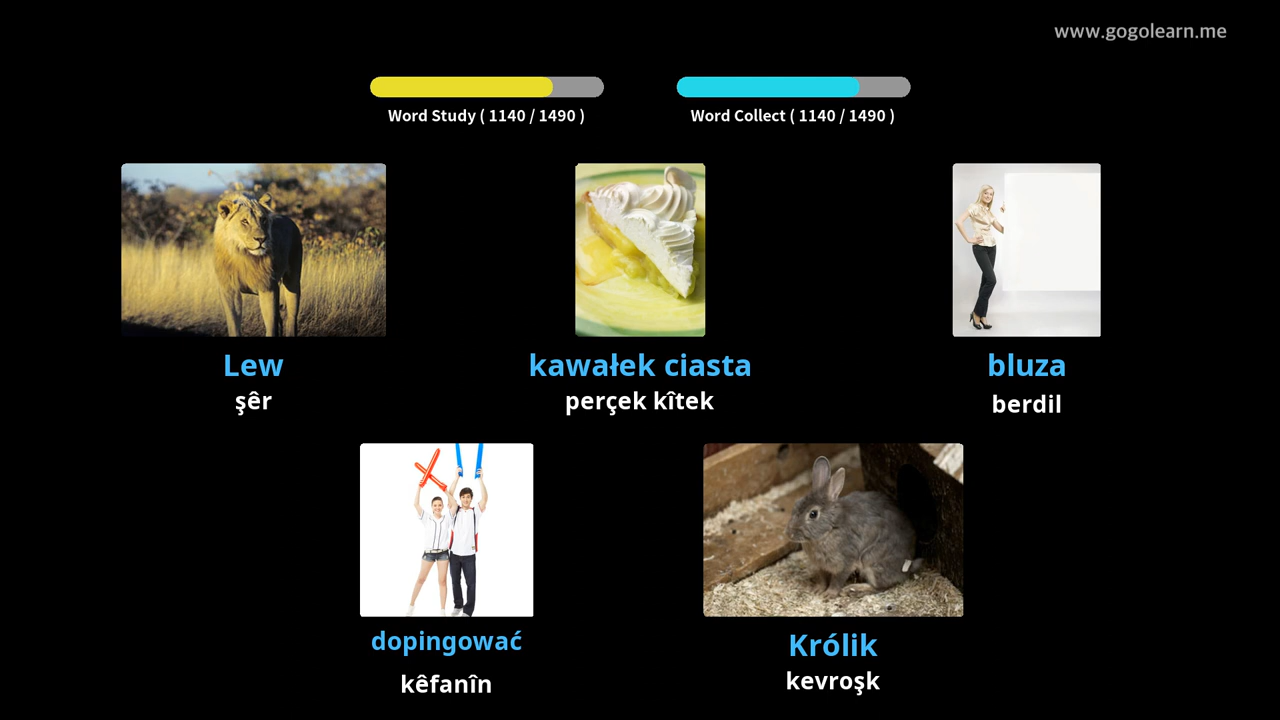 www.gogolearn.me
Word Study ( 1140 / 1490 )
Word Collect ( 1140 / 1490 )
Lew
şêr
kawałek ciasta
perçek kîtek
bluza
berdil
dopingować
kêfanîn
Królik
kevroşk